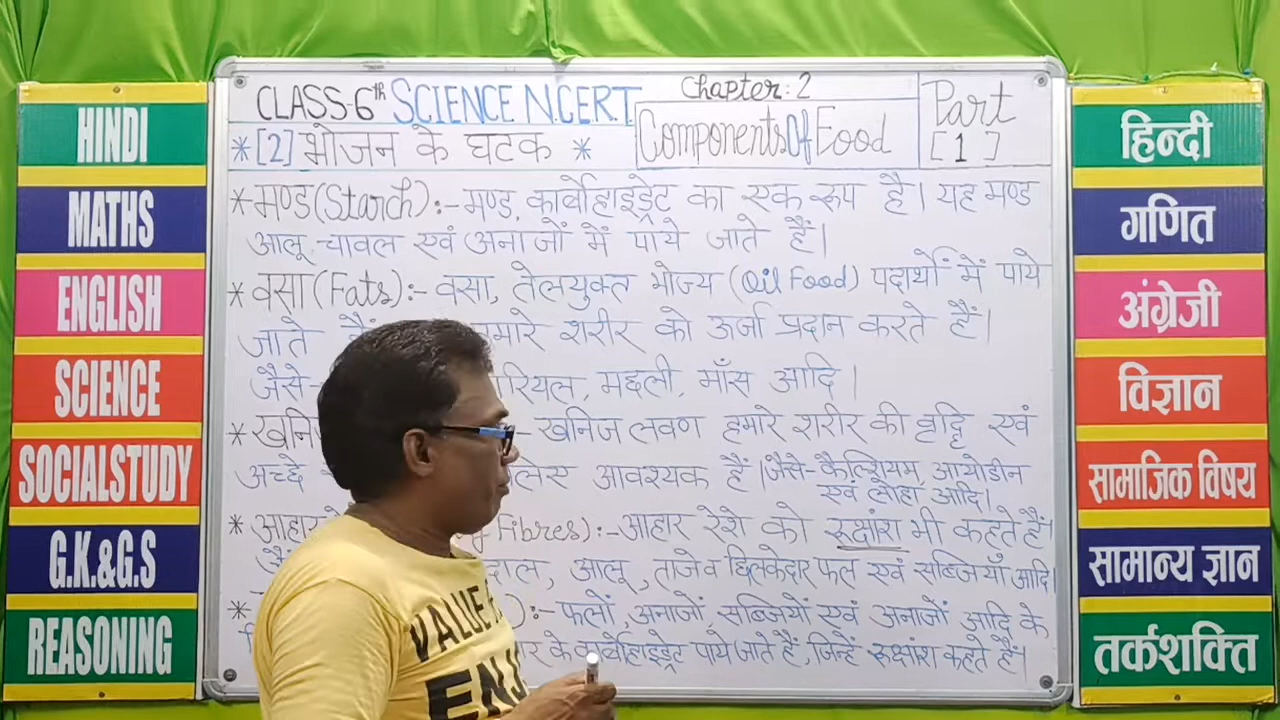 HINDI
MATHS
ENGLISH
SCIENCE
SOCIALSTUDY
G.K.&G.S
REASONING
CLASS-6th SCIENCE N.C.E.R.T.
Chapter: 2
Components Of Food
Part
[1]
*[2] भोजन के घटक *
*मण्ड (Starch) :- मण्ड, कार्बोहाइड्रेट का एक रूप है। यह मण्ड
आलू, चावल एवं अनाजों में पाये जाते हैं।
*वसा (Fats) :- वसा, तेलयुक्त भोज्य (Oil Food) पदार्थों में पाये
जाते हमारे शरीर को ऊर्जा प्रदान करते हैं।
जैसे- मछली, माँस आदि।
* - खनिज लवण हमारे शरीर की वृद्धि एवं
अच्छे आवश्यक हैं। जैसे- कैल्शियम, आयोडीन
एवं लोहा आदि।
* Fibres) :- आहार रेशे को रूक्षांश भी कहते हैं।
दाल, आलू, ताजे व छिलकेदार फल एवं सब्जियाँ आदि।
* ) :- फलों, अनाजों, सब्जियों एवं अनाजों आदि के
के कार्बोहाइड्रेट पाये जाते हैं, जिन्हें रूक्षांश कहते हैं।
VALUE
ENJ
हिन्दी
गणित
अंग्रेजी
विज्ञान
सामाजिक विषय
सामान्य ज्ञान
तर्कशक्ति